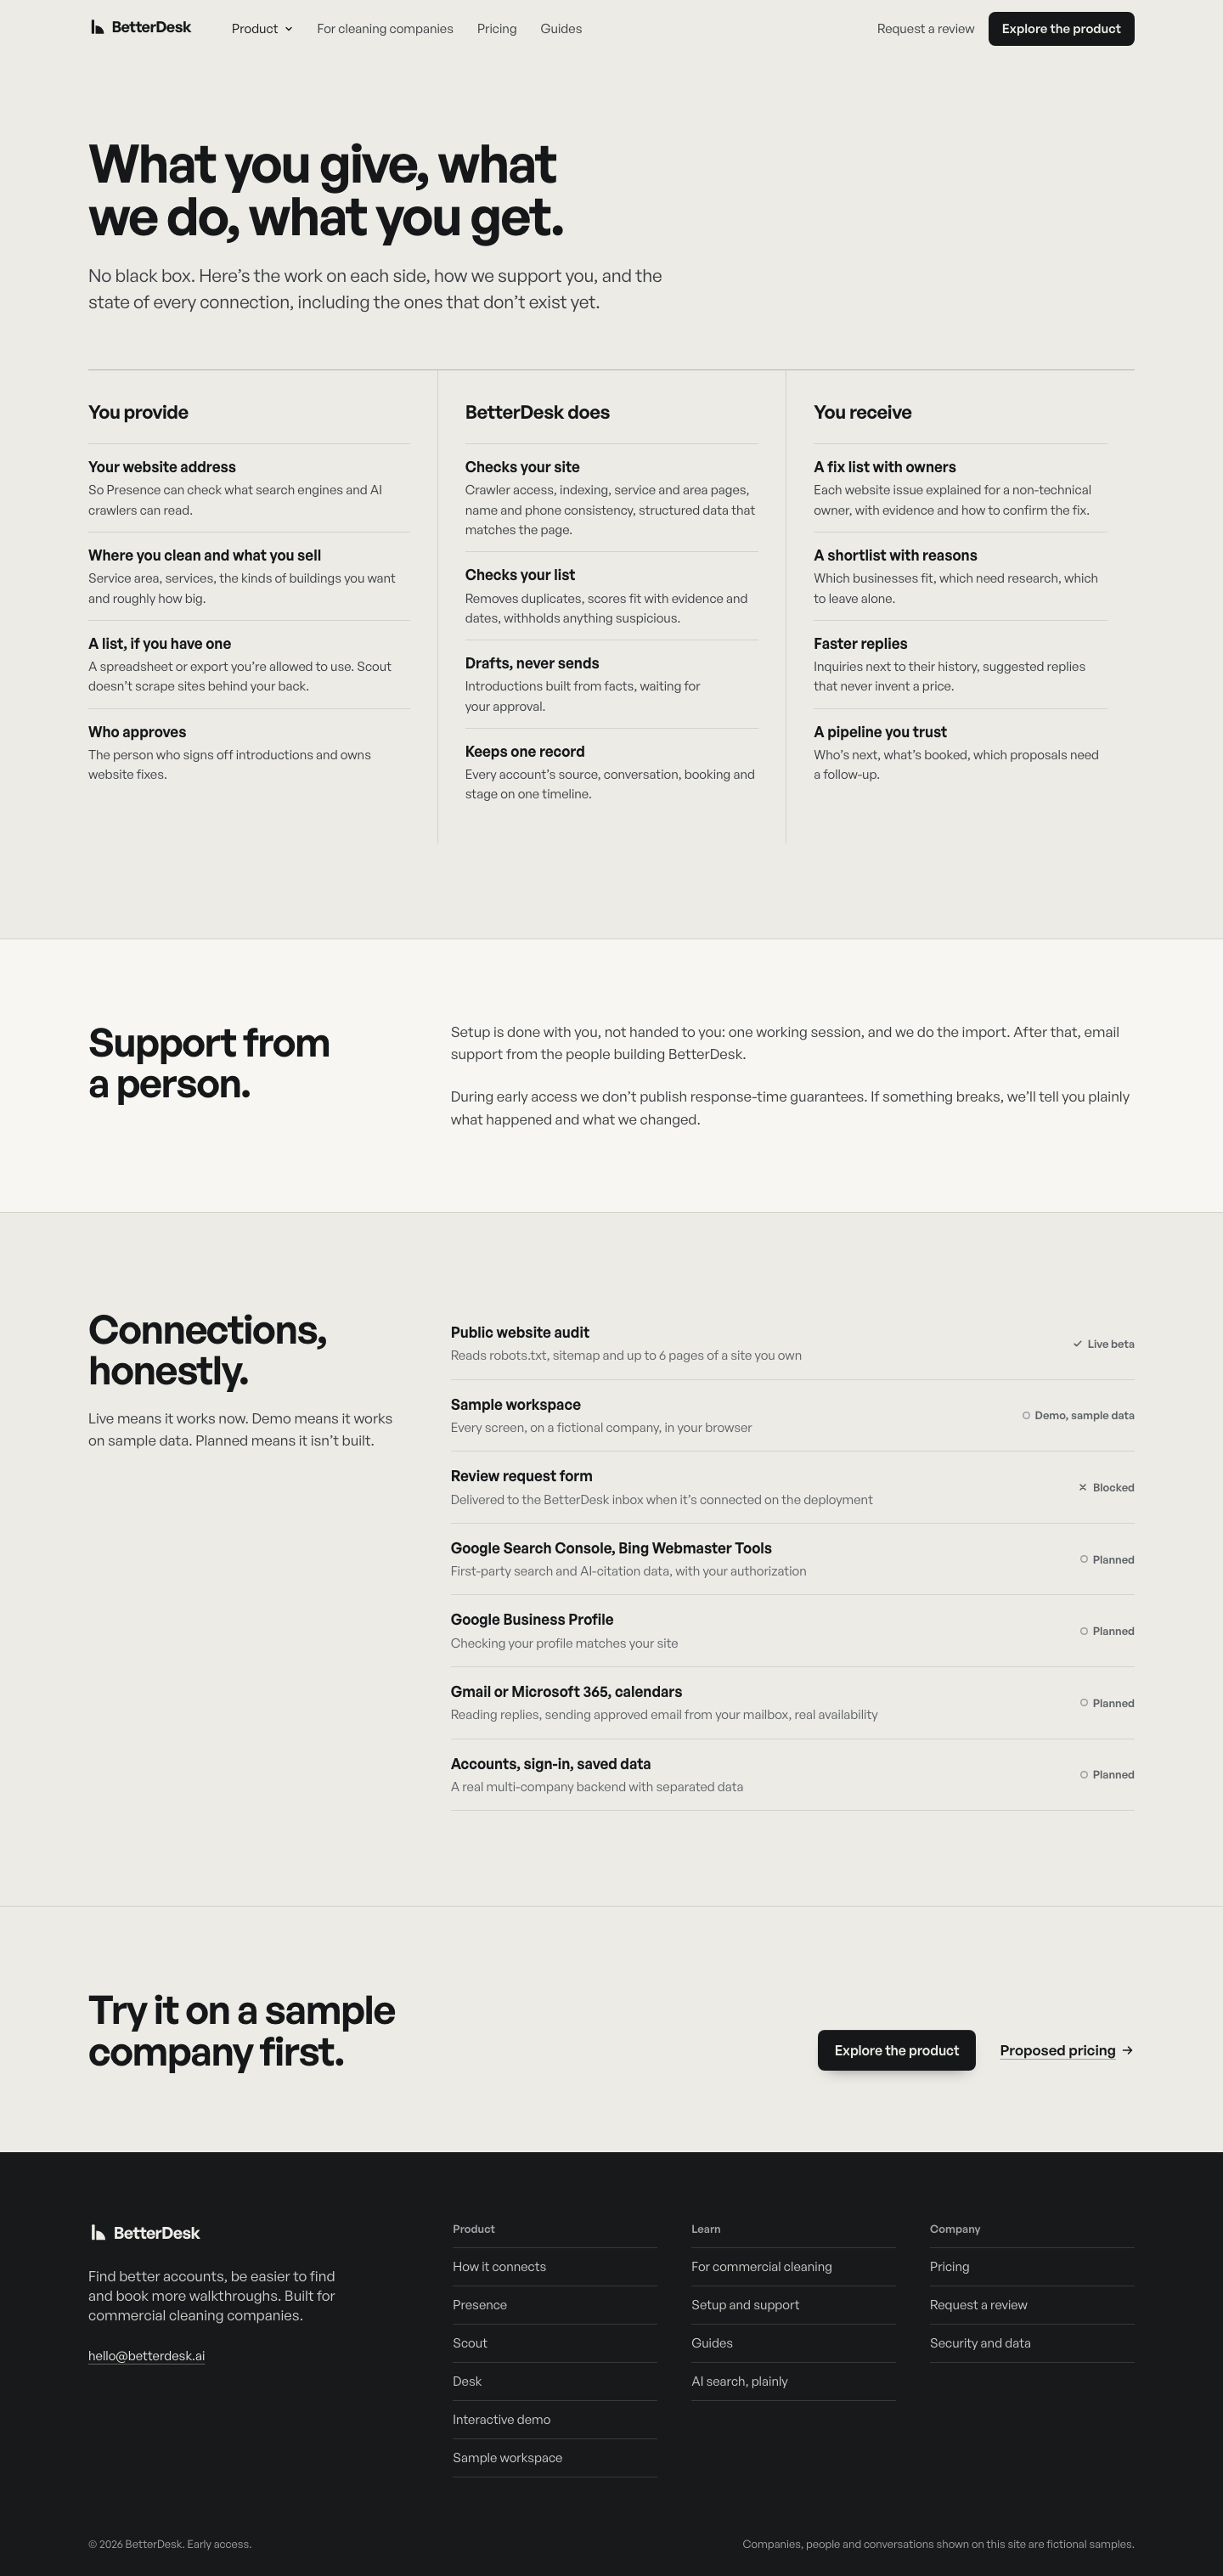 BetterDesk
Product
For cleaning companies
Pricing
Guides
Request a review
Explore the product
What you give, what
we do, what you get.
No black box. Here’s the work on each side, how we support you, and the
state of every connection, including the ones that don’t exist yet.
You provide
Your website address
So Presence can check what search engines and AI
crawlers can read.
Where you clean and what you sell
Service area, services, the kinds of buildings you want
and roughly how big.
A list, if you have one
A spreadsheet or export you’re allowed to use. Scout
doesn’t scrape sites behind your back.
Who approves
The person who signs off introductions and owns
website fixes.
BetterDesk does
Checks your site
Crawler access, indexing, service and area pages,
name and phone consistency, structured data that
matches the page.
Checks your list
Removes duplicates, scores fit with evidence and
dates, withholds anything suspicious.
Drafts, never sends
Introductions built from facts, waiting for
your approval.
Keeps one record
Every account’s source, conversation, booking and
stage on one timeline.
You receive
A fix list with owners
Each website issue explained for a non-technical
owner, with evidence and how to confirm the fix.
A shortlist with reasons
Which businesses fit, which need research, which
to leave alone.
Faster replies
Inquiries next to their history, suggested replies
that never invent a price.
A pipeline you trust
Who’s next, what’s booked, which proposals need
a follow-up.
Support from
a person.
Setup is done with you, not handed to you: one working session, and we do the import. After that, email
support from the people building BetterDesk.
During early access we don’t publish response-time guarantees. If something breaks, we’ll tell you plainly
what happened and what we changed.
Connections,
honestly.
Live means it works now. Demo means it works
on sample data. Planned means it isn’t built.
Public website audit
Reads robots.txt, sitemap and up to 6 pages of a site you own
Live beta
Sample workspace
Every screen, on a fictional company, in your browser
Demo, sample data
Review request form
Delivered to the BetterDesk inbox when it’s connected on the deployment
Blocked
Google Search Console, Bing Webmaster Tools
First-party search and AI-citation data, with your authorization
Planned
Google Business Profile
Checking your profile matches your site
Planned
Gmail or Microsoft 365, calendars
Reading replies, sending approved email from your mailbox, real availability
Planned
Accounts, sign-in, saved data
A real multi-company backend with separated data
Planned
Try it on a sample
company first.
Explore the product
Proposed pricing →
BetterDesk
Find better accounts, be easier to find
and book more walkthroughs. Built for
commercial cleaning companies.
hello@betterdesk.ai
Product
How it connects
Presence
Scout
Desk
Interactive demo
Sample workspace
Learn
For commercial cleaning
Setup and support
Guides
AI search, plainly
Company
Pricing
Request a review
Security and data
© 2026 BetterDesk. Early access.
Companies, people and conversations shown on this site are fictional samples.